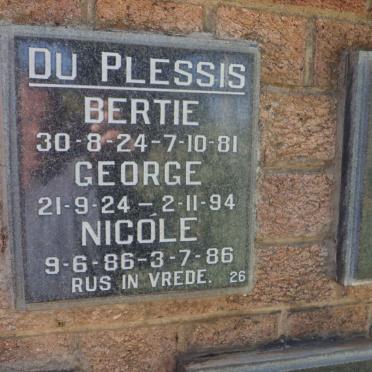 DU PLESSIS
BERTIE
30-8-24-7-10-81
GEORGE
21-9-24 – 2-11-94
NICOLE
9-6-86-3-7-86
RUS IN VREDE. 26